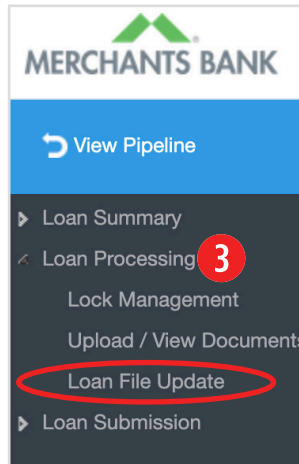 MERCHANTS BANK
View Pipeline
Loan Summary
Loan Processing 3
Lock Management
Upload / View Documents
Loan File Update
Loan Submission